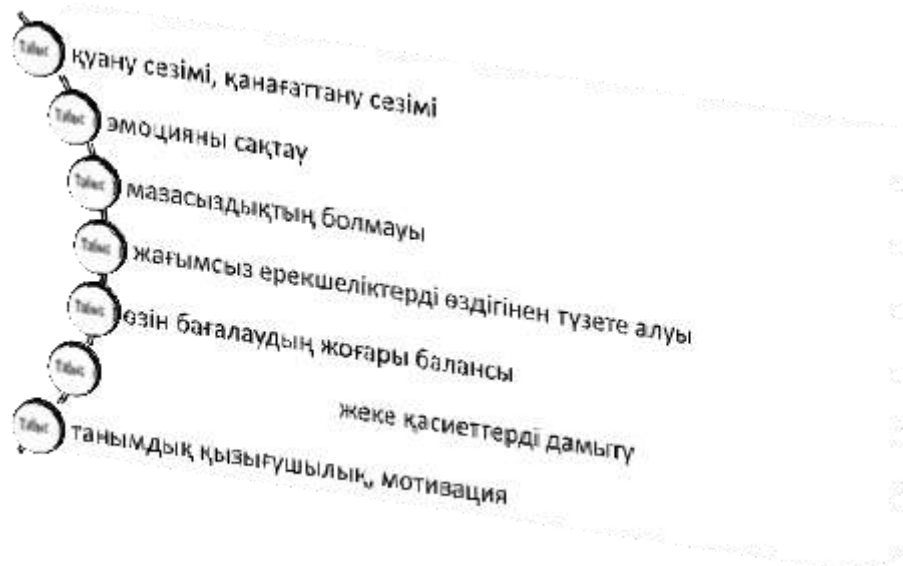 қуану сезімі, қанағаттану сезімі
эмоцияны сақтау
мазасыздықтың болмауы
жағымсыз ерекшеліктерді өздігінен түзете алуы
өзін бағалаудың жоғары балансы
жеке қасиеттерді дамыту
танымдық қызығушылық, мотивация